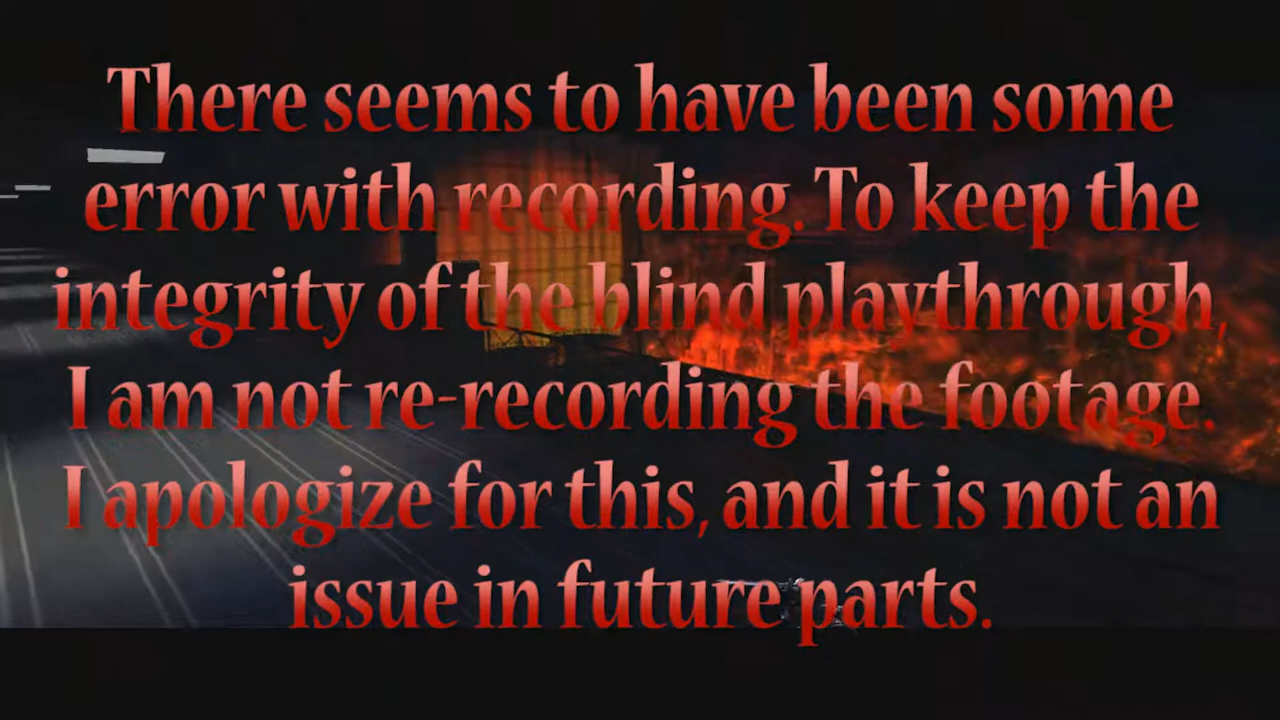 There seems to have been some
error with recording. To keep the
integrity of the blind playthrough,
I am not re-recording the footage.
I apologize for this, and it is not an
issue in future parts.